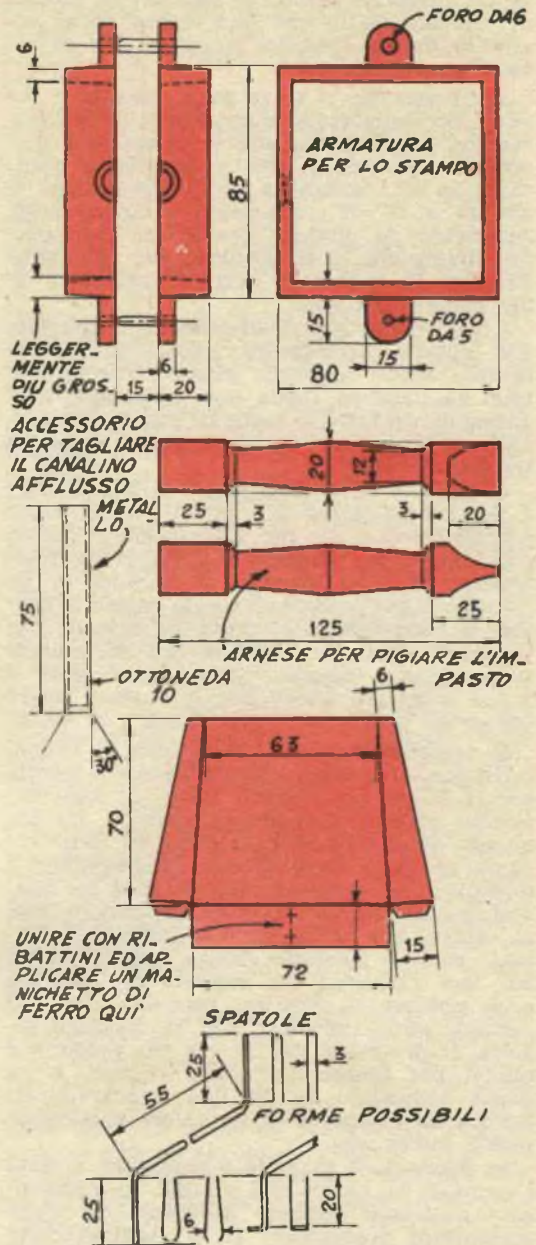 6
FORO DA6
ARMATURA
PER LO STAMPO
85
15
FORO
DA 5
15
80
LEGGER-
MENTE
PIU GROS-
SO
15
6
20
ACCESSORIO
PER TAGLIARE
IL CANALINO
AFFLUSSO
METAL
LO
75
OTTONEDA
10
30
25
3
20
12
3
20
25
125
ARNESE PER PIGIARE L'IM-
PASTO
6
63
70
15
72
UNIRE CON RI-
BATTINI ED AP-
PLICARE UN MA-
NICHETTO DI
FERRO QUI
SPATOLE
25
3
55
FORME POSSIBILI
25
6
20